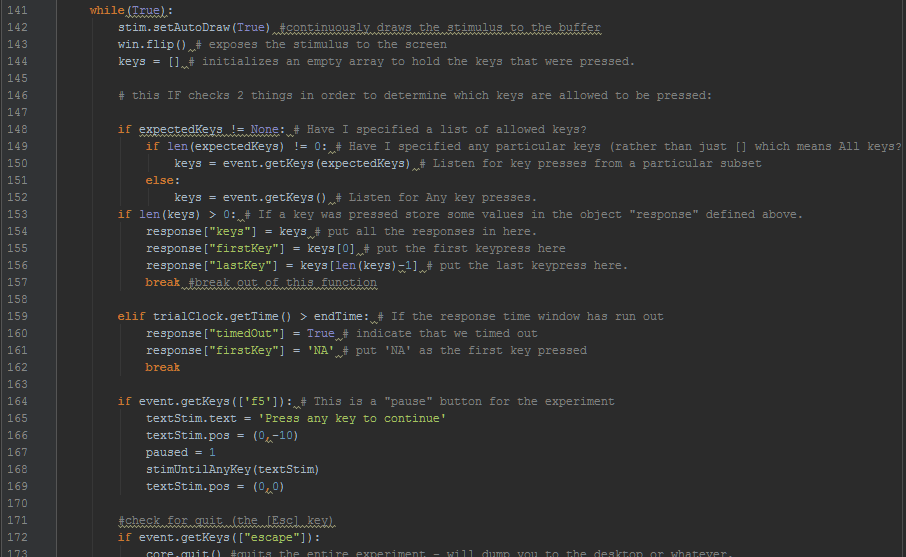 141 while(True):
142 stim.setAutoDraw(True) #continuously draws the stimulus to the buffer
143 win.flip() # exposes the stimulus to the screen
144 keys = [] # initializes an empty array to hold the keys that were pressed.
145
146 # this IF checks 2 things in order to determine which keys are allowed to be pressed:
147
148 if expectedKeys != None: # Have I specified a list of allowed keys?
149 if len(expectedKeys) != 0: # Have I specified any particular keys (rather than just [] which means All keys?
150 keys = event.getKeys(expectedKeys) # Listen for key presses from a particular subset
151 else:
152 keys = event.getKeys() # Listen for Any key presses.
153 if len(keys) > 0: # If a key was pressed store some values in the object "response" defined above.
154 response["keys"] = keys # put all the responses in here.
155 response["firstKey"] = keys[0] # put the first keypress here
156 response["lastKey"] = keys[len(keys)-1] # put the last keypress here.
157 break #break out of this function
158
159 elif trialClock.getTime() > endTime: # If the response time window has run out
160 response["timedOut"] = True # indicate that we timed out
161 response["firstKey"] = 'NA' # put 'NA' as the first key pressed
162 break
163
164 if event.getKeys(['f5']): # This is a "pause" button for the experiment
165 textStim.text = 'Press any key to continue'
166 textStim.pos = (0,-10)
167 paused = 1
168 stimUntilAnyKey(textStim)
169 textStim.pos = (0,0)
170
171 #check for quit (the [Esc] key)
172 if event.getKeys(["escape"]):
173 core.quit() #quits the entire experiment - will dump you to the desktop or whatever.